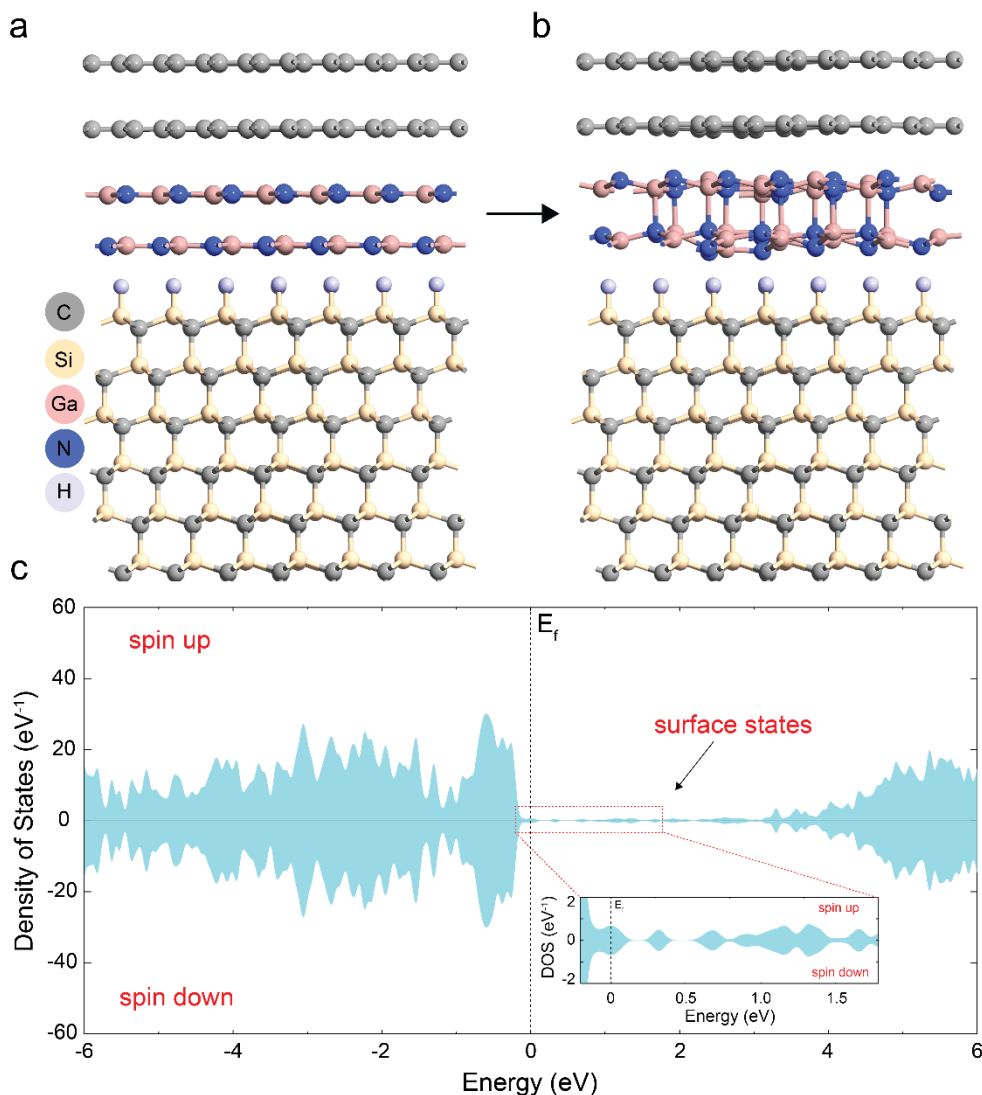 a
b
C
Si
Ga
N
H
c
60
40
20
0
-20
-40
-60
Density of States (eV⁻¹)
spin up
E_f
surface states
spin down
2
0
-2
DOS (eV⁻¹)
spin up
spin down
0
0.5
1.0
1.5
Energy (eV)
-6
-4
-2
0
2
4
6
Energy (eV)